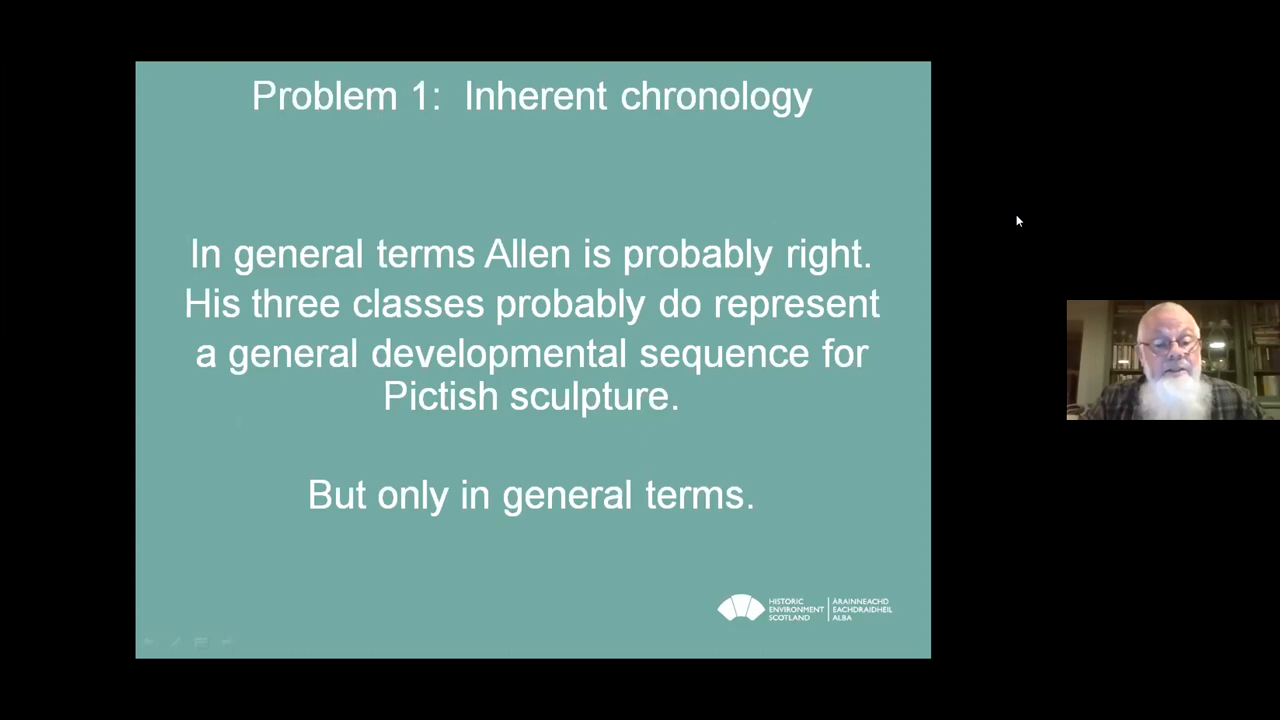 Problem 1: Inherent chronology
In general terms Allen is probably right.
His three classes probably do represent
a general developmental sequence for
Pictish sculpture.
But only in general terms.
HISTORIC
ENVIRONMENT
SCOTLAND
ÀRAINNEACHD
EACHDRAIDHEIL
ALBA